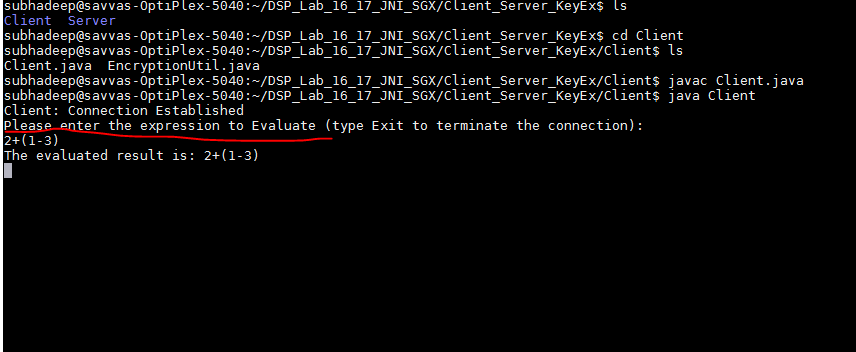 subhadeep@savvas-OptiPlex-5040:~/DSP_Lab_16_17_JNI_SGX/Client_Server_KeyEx$ ls
Client  Server
subhadeep@savvas-OptiPlex-5040:~/DSP_Lab_16_17_JNI_SGX/Client_Server_KeyEx$ cd Client
subhadeep@savvas-OptiPlex-5040:~/DSP_Lab_16_17_JNI_SGX/Client_Server_KeyEx/Client$ ls
Client.java  EncryptionUtil.java
subhadeep@savvas-OptiPlex-5040:~/DSP_Lab_16_17_JNI_SGX/Client_Server_KeyEx/Client$ javac Client.java
subhadeep@savvas-OptiPlex-5040:~/DSP_Lab_16_17_JNI_SGX/Client_Server_KeyEx/Client$ java Client
Client: Connection Established
Please enter the expression to Evaluate (type Exit to terminate the connection):
2+(1-3)
The evaluated result is: 2+(1-3)